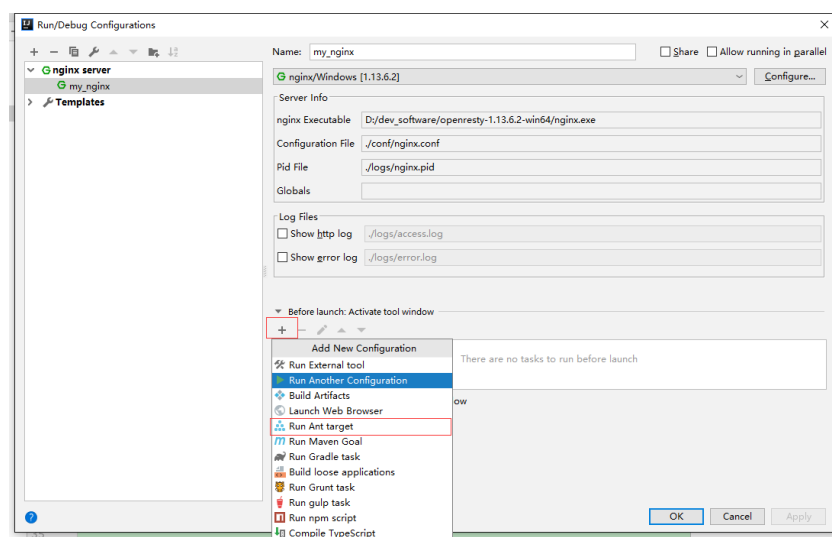 Run/Debug Configurations
Name: my_nginx Share Allow running in parallel
nginx server
my_nginx
Templates
nginx/Windows [1.13.6.2] Configure...
Server Info
nginx Executable D:/dev_software/openresty-1.13.6.2-win64/nginx.exe
Configuration File ./conf/nginx.conf
Pid File ./logs/nginx.pid
Globals
Log Files
Show http log ./logs/access.log
Show error log ./logs/error.log
Before launch: Activate tool window
Add New Configuration
There are no tasks to run before launch
Run External tool
Run Another Configuration
Build Artifacts
ow
Launch Web Browser
Run Ant target
Run Maven Goal
Run Gradle task
Build loose applications
Run Grunt task
Run gulp task
Run npm script
Compile TypeScript
OK Cancel Apply
35